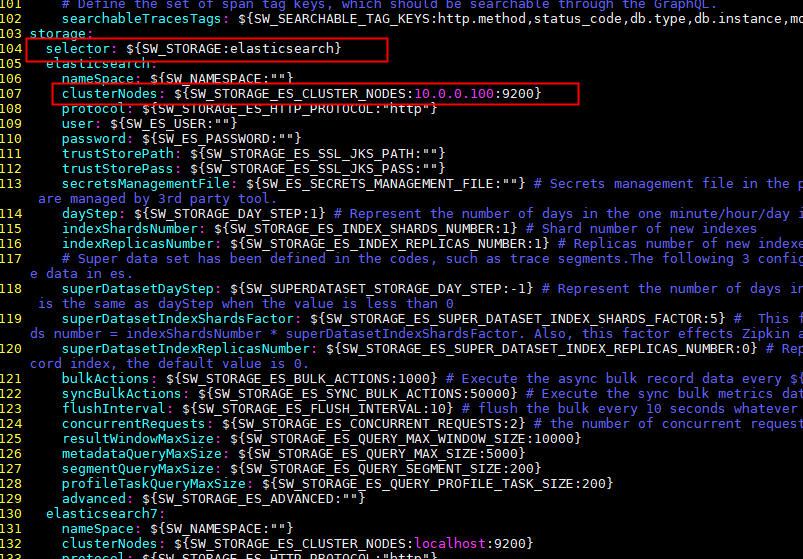 101     # Define the set of span tag keys, which should be searchable through the GraphQL.
102     searchableTracesTags: ${SW_SEARCHABLE_TAG_KEYS:http.method,status_code,db.type,db.instance,mq
103 storage:
104   selector: ${SW_STORAGE:elasticsearch}
105   elasticsearch:
106     nameSpace: ${SW_NAMESPACE:""}
107     clusterNodes: ${SW_STORAGE_ES_CLUSTER_NODES:10.0.0.100:9200}
108     protocol: ${SW_STORAGE_ES_HTTP_PROTOCOL:"http"}
109     user: ${SW_ES_USER:""}
110     password: ${SW_ES_PASSWORD:""}
111     trustStorePath: ${SW_STORAGE_ES_SSL_JKS_PATH:""}
112     trustStorePass: ${SW_STORAGE_ES_SSL_JKS_PASS:""}
113     secretsManagementFile: ${SW_ES_SECRETS_MANAGEMENT_FILE:""} # Secrets management file in the p
 are managed by 3rd party tool.
114     dayStep: ${SW_STORAGE_DAY_STEP:1} # Represent the number of days in the one minute/hour/day i
115     indexShardsNumber: ${SW_STORAGE_ES_INDEX_SHARDS_NUMBER:1} # Shard number of new indexes
116     indexReplicasNumber: ${SW_STORAGE_ES_INDEX_REPLICAS_NUMBER:1} # Replicas number of new indexe
117     # Super data set has been defined in the codes, such as trace segments.The following 3 config
e data in es.
118     superDatasetDayStep: ${SW_SUPERDATASET_STORAGE_DAY_STEP:-1} # Represent the number of days in
 is the same as dayStep when the value is less than 0
119     superDatasetIndexShardsFactor: ${SW_STORAGE_ES_SUPER_DATASET_INDEX_SHARDS_FACTOR:5} #  This f
ds number = indexShardsNumber * superDatasetIndexShardsFactor. Also, this factor effects Zipkin a
120     superDatasetIndexReplicasNumber: ${SW_STORAGE_ES_SUPER_DATASET_INDEX_REPLICAS_NUMBER:0} # Rep
cord index, the default value is 0.
121     bulkActions: ${SW_STORAGE_ES_BULK_ACTIONS:1000} # Execute the async bulk record data every ${
122     syncBulkActions: ${SW_STORAGE_ES_SYNC_BULK_ACTIONS:50000} # Execute the sync bulk metrics dat
123     flushInterval: ${SW_STORAGE_ES_FLUSH_INTERVAL:10} # flush the bulk every 10 seconds whatever
124     concurrentRequests: ${SW_STORAGE_ES_CONCURRENT_REQUESTS:2} # the number of concurrent request
125     resultWindowMaxSize: ${SW_STORAGE_ES_QUERY_MAX_WINDOW_SIZE:10000}
126     metadataQueryMaxSize: ${SW_STORAGE_ES_QUERY_MAX_SIZE:5000}
127     segmentQueryMaxSize: ${SW_STORAGE_ES_QUERY_SEGMENT_SIZE:200}
128     profileTaskQueryMaxSize: ${SW_STORAGE_ES_QUERY_PROFILE_TASK_SIZE:200}
129     advanced: ${SW_STORAGE_ES_ADVANCED:""}
130   elasticsearch7:
131     nameSpace: ${SW_NAMESPACE:""}
132     clusterNodes: ${SW_STORAGE_ES_CLUSTER_NODES:localhost:9200}
133     protocol: ${SW_STORAGE_ES_HTTP_PROTOCOL:"http"}